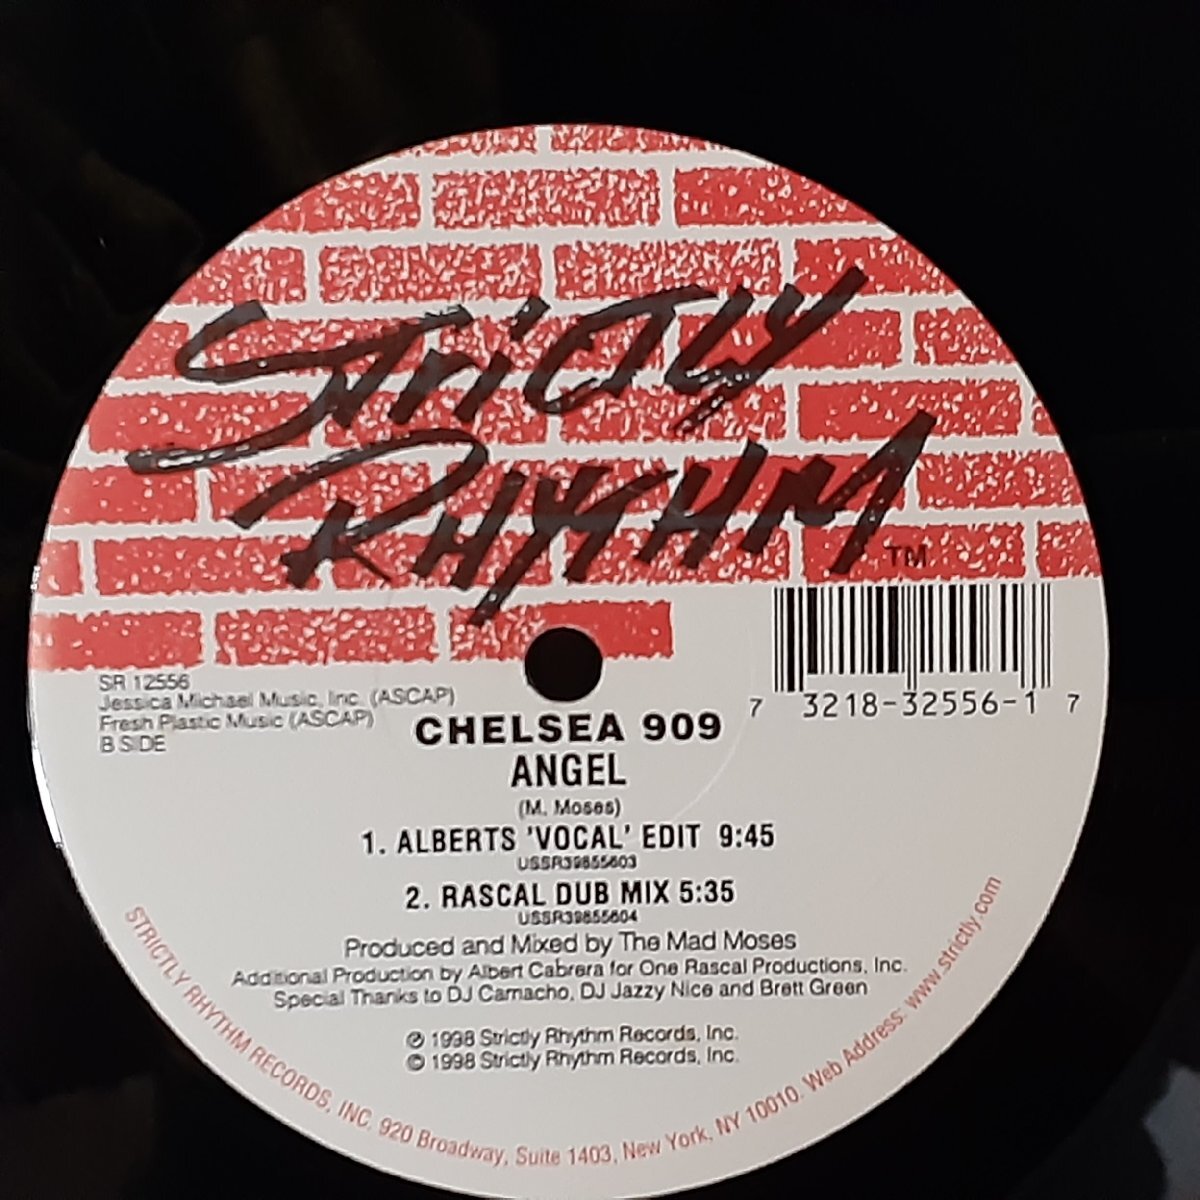 Strictly
Rhythm
TM
SR 12556
Jessica Michael Music, Inc. (ASCAP)
Fresh Plastic Music (ASCAP)
B SIDE
7 32 18-32556-1 7
CHELSEA 909
ANGEL
(M. Moses)
1. ALBERTS 'VOCAL' EDIT 9:45
USSR39855603
2. RASCAL DUB MIX 5:35
USSR39855604
Produced and Mixed by The Mad Moses
Additional Production by Albert Cabrera for One Rascal Productions, Inc.
Special Thanks to DJ Camacho, DJ Jazzy Nice and Brett Green
℗ 1998 Strictly Rhythm Records, Inc.
© 1998 Strictly Rhythm Records, Inc.
STRICTLY RHYTHM RECORDS, INC. 920 Broadway, Suite 1403, New York, NY 10010. Web Address: www.strictly.com